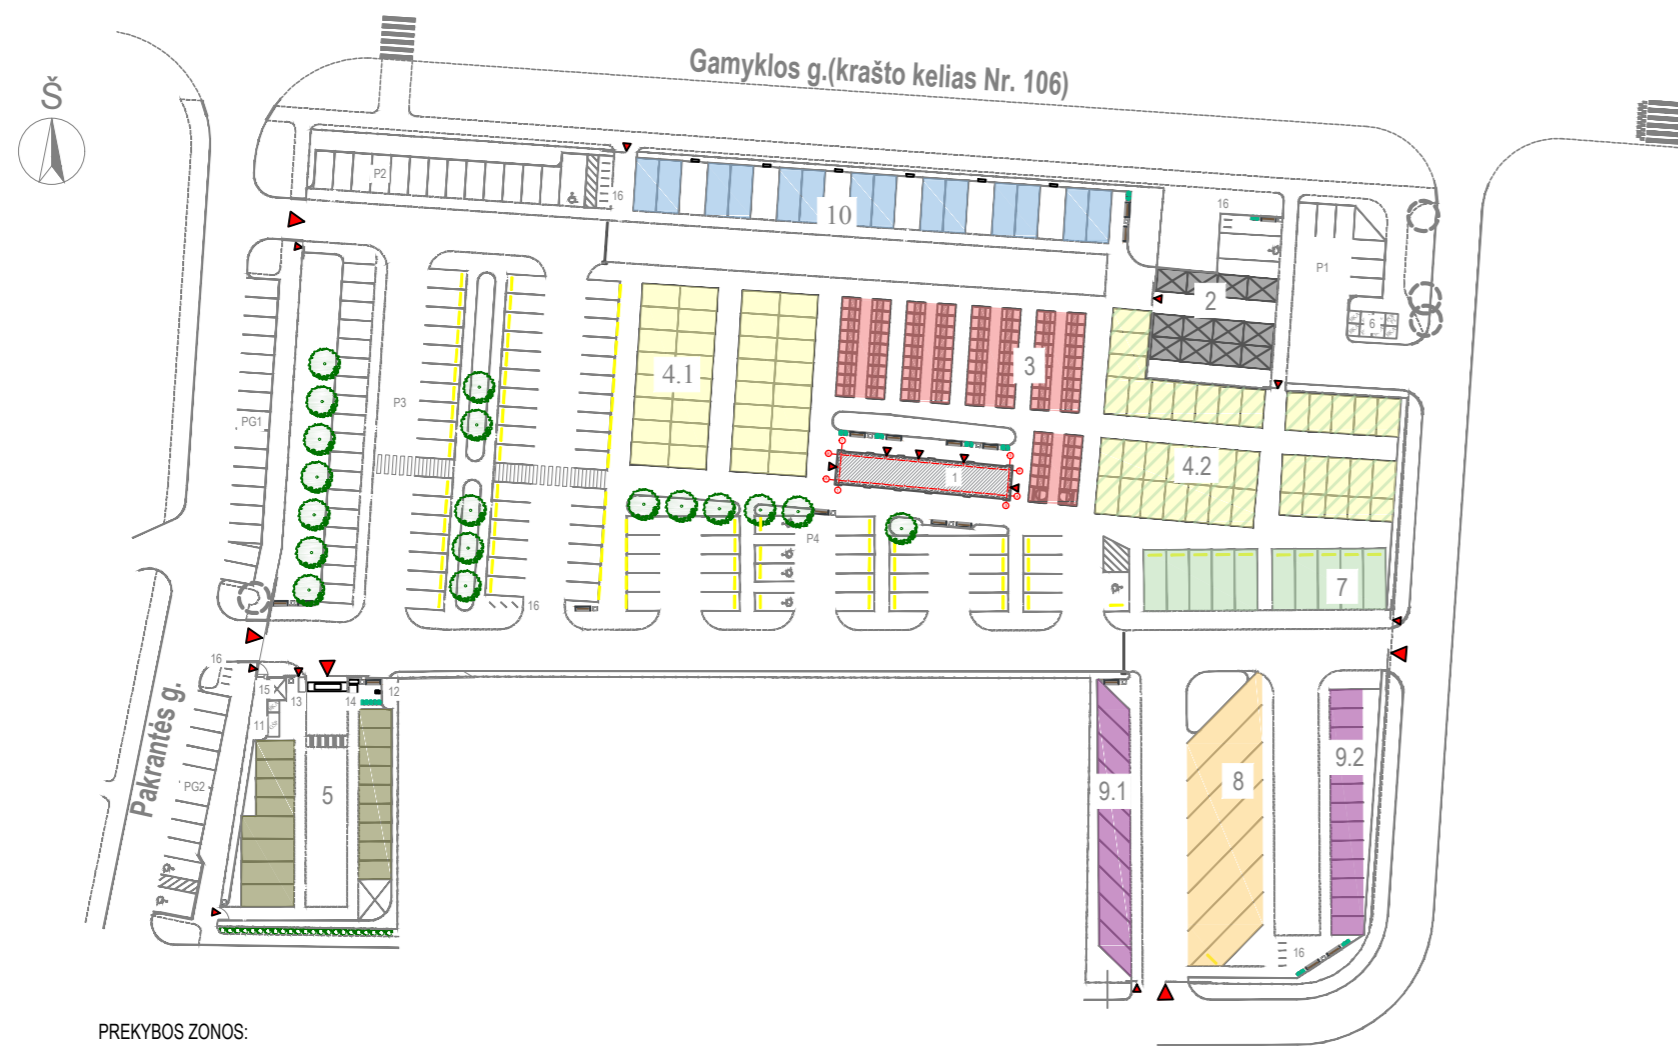 Gamyklos g.(krašto kelias Nr. 106)
Š
P2
16
10
16
P1
2
6
4.1
3
P3
PG1
4.2
1
P4
7
16
16
15
13
14
12
11
Pakrantės g.
PG2
5
9.1
8
9.2
16
PREKYBOS ZONOS: